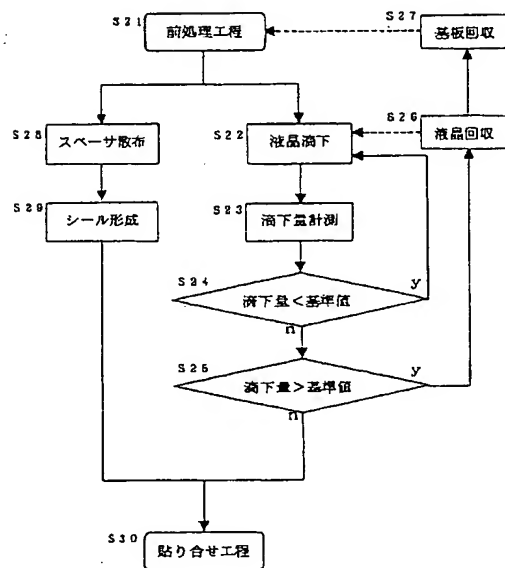 S21
前処理工程
S27
基板回収
S28
スペーサ散布
S22
液晶滴下
S26
液晶回収
S29
シール形成
S23
滴下量計測
S24
滴下量<基準値
y
n
S25
滴下量>基準値
y
n
S30
貼り合せ工程